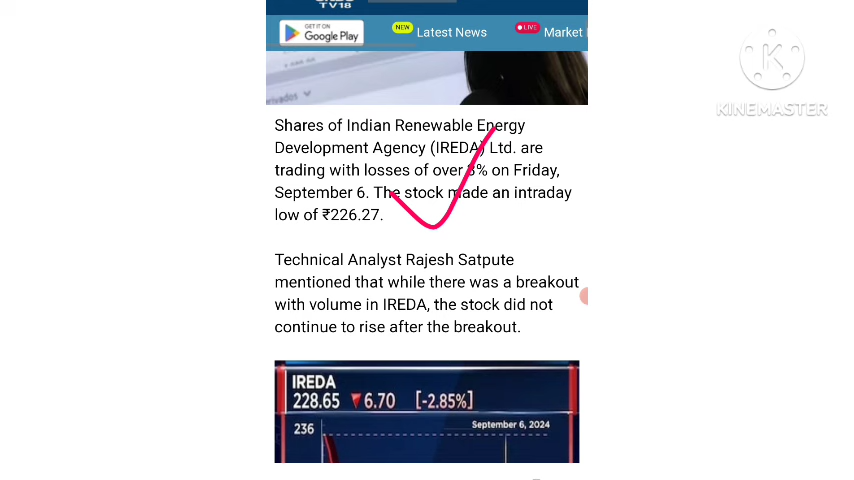 TV18
GET IT ON
Google Play
NEW
Latest News
LIVE
Market
KINEMASTER
Shares of Indian Renewable Energy
Development Agency (IREDA) Ltd. are
trading with losses of over 3% on Friday,
September 6. The stock made an intraday
low of ₹226.27.
Technical Analyst Rajesh Satpute
mentioned that while there was a breakout
with volume in IREDA, the stock did not
continue to rise after the breakout.
IREDA
228.65 ▼6.70 [-2.85%]
September 6, 2024
236